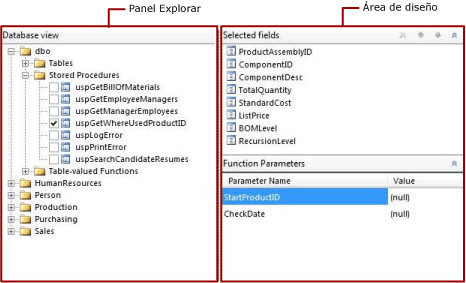 Panel Explorar
Área de diseño
Database view
dbo
Tables
Stored Procedures
uspGetBillOfMaterials
uspGetEmployeeManagers
uspGetManagerEmployees
uspGetWhereUsedProductID
uspLogError
uspPrintError
uspSearchCandidateResumes
Table-valued Functions
HumanResources
Person
Production
Purchasing
Sales
Selected fields
ProductAssemblyID
ComponentID
ComponentDesc
TotalQuantity
StandardCost
ListPrice
BOMLevel
RecursionLevel
Function Parameters
Parameter Name Value
StartProductID (null)
CheckDate (null)